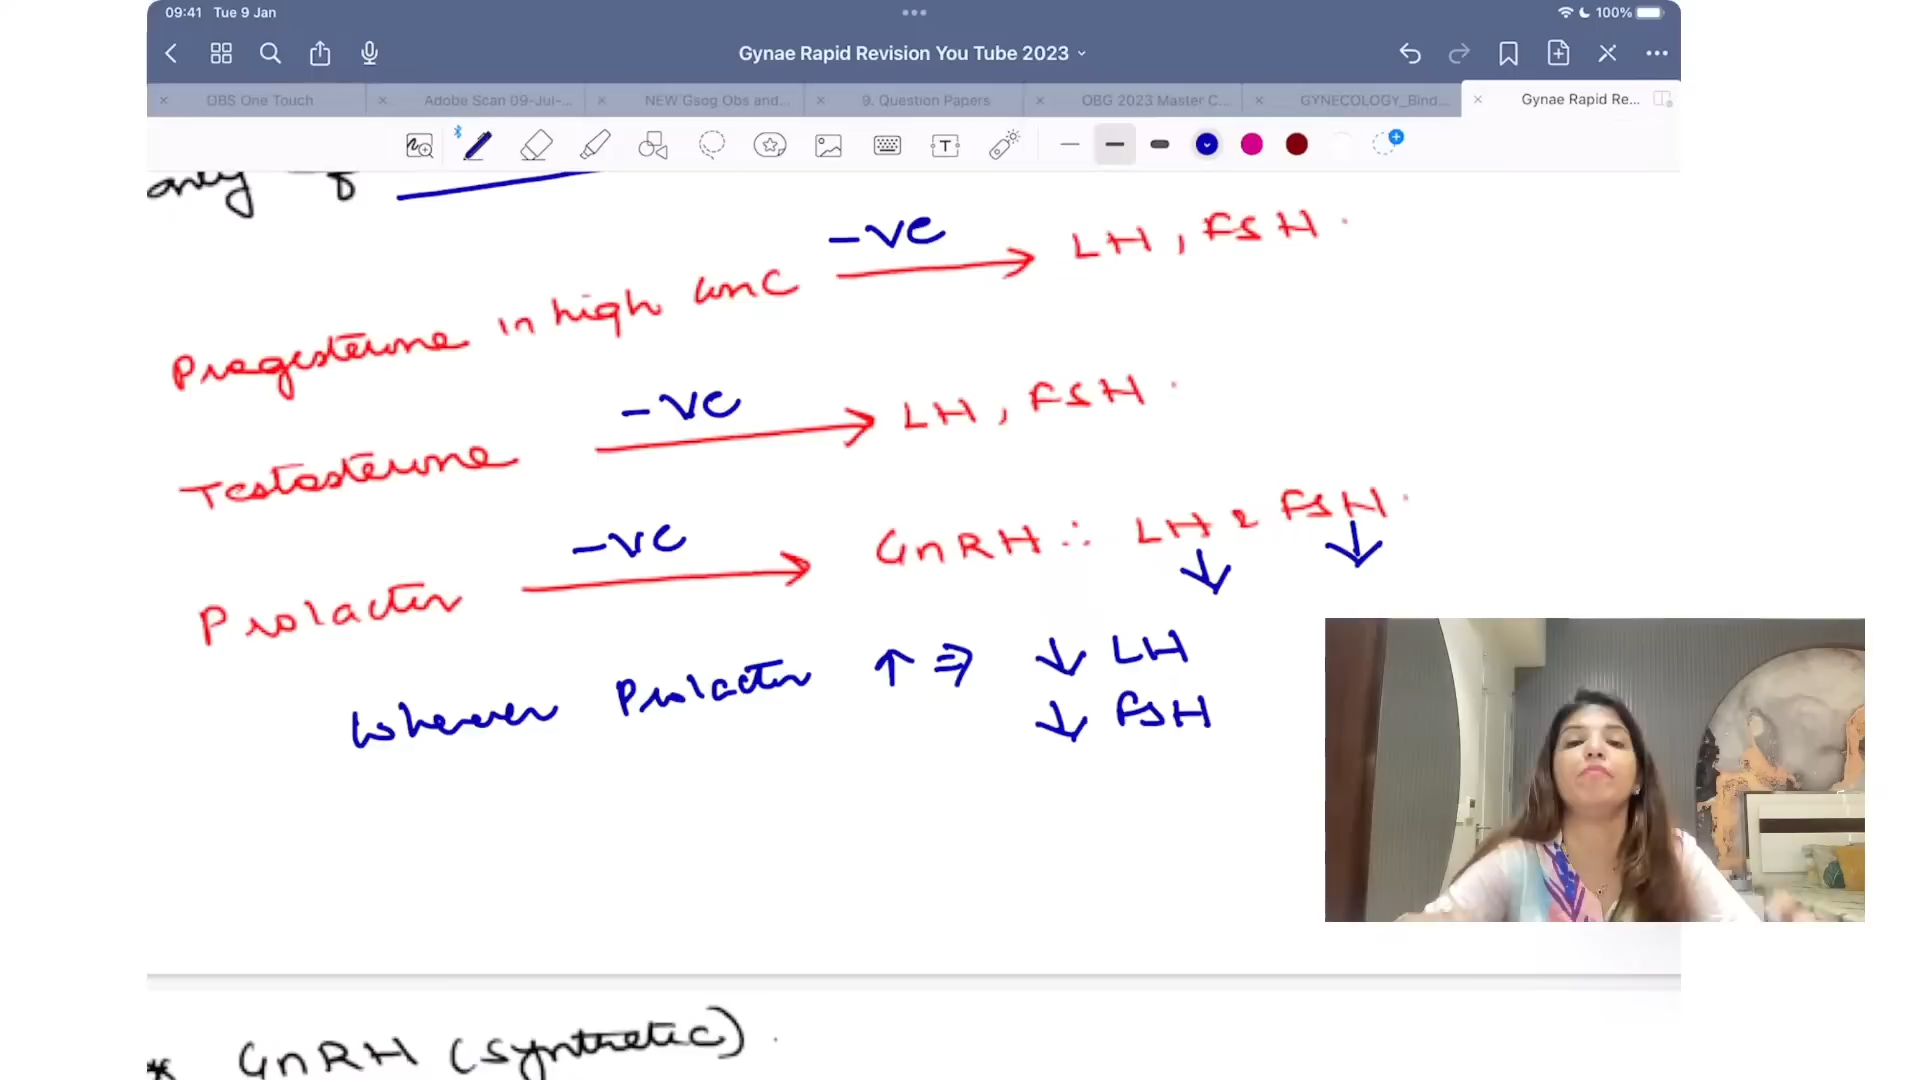 09:41 Tue 9 Jan
100%
Gynae Rapid Revision You Tube 2023
OBS One Touch
Adobe Scan 09-Jul-...
NEW Gsog Obs and...
9. Question Papers
OBG 2023 Master C...
GYNECOLOGY_Bind...
Gynae Rapid Re...
T
only if
Progesterone in high conc -ve → LH, FSH.
Testosterone -ve → LH, FSH.
Prolactin -ve → GnRH ∴ LH & FSH.
↓ ↓
Whenever Prolactin ↑ ⇒ ↓ LH
↓ FSH
* GnRH (synthetic).